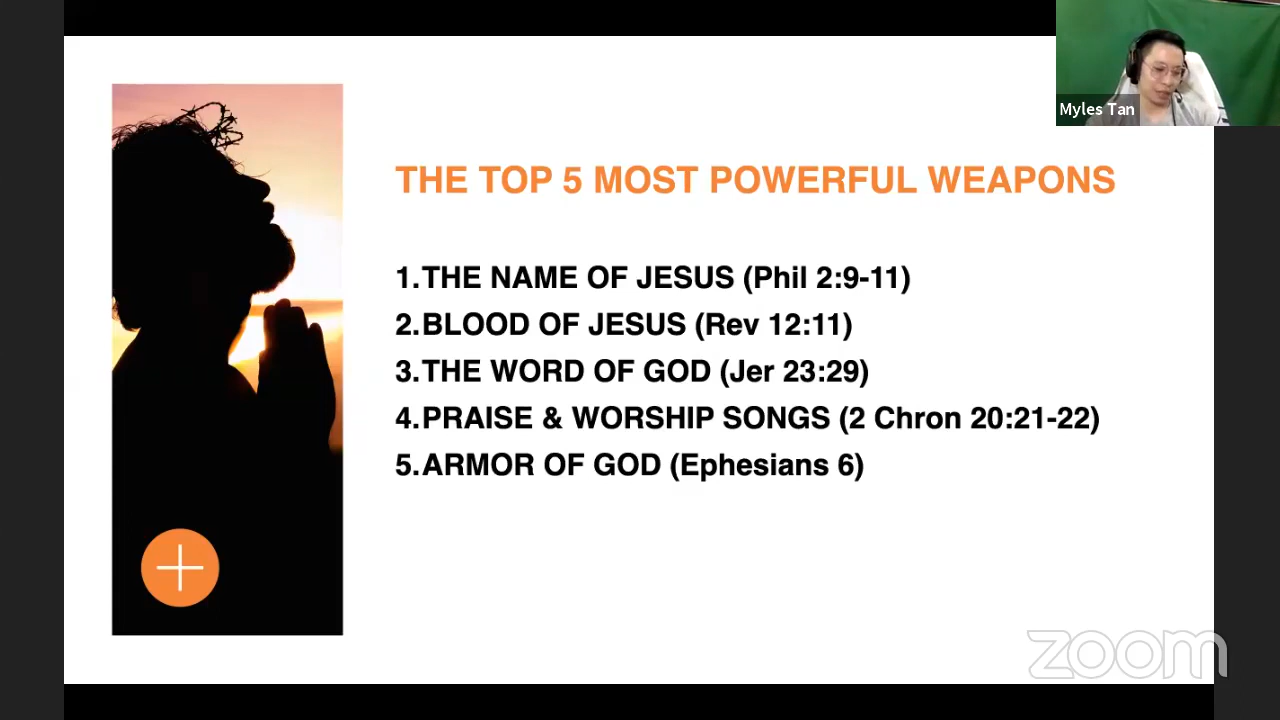 Myles Tan
THE TOP 5 MOST POWERFUL WEAPONS
1.THE NAME OF JESUS (Phil 2:9-11)
2.BLOOD OF JESUS (Rev 12:11)
3.THE WORD OF GOD (Jer 23:29)
4.PRAISE & WORSHIP SONGS (2 Chron 20:21-22)
5.ARMOR OF GOD (Ephesians 6)
zoom